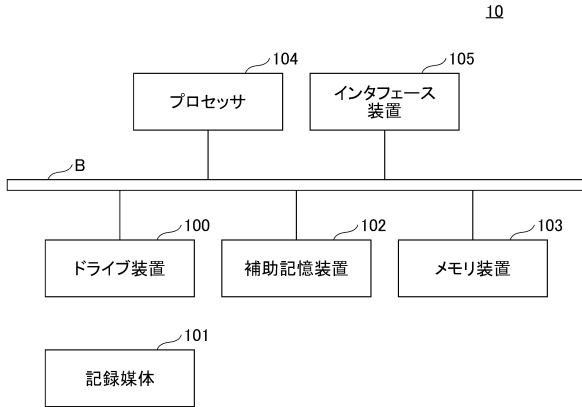 10
104
105
プロセッサ
インタフェース
装置
B
100
102
103
ドライブ装置
補助記憶装置
メモリ装置
101
記録媒体